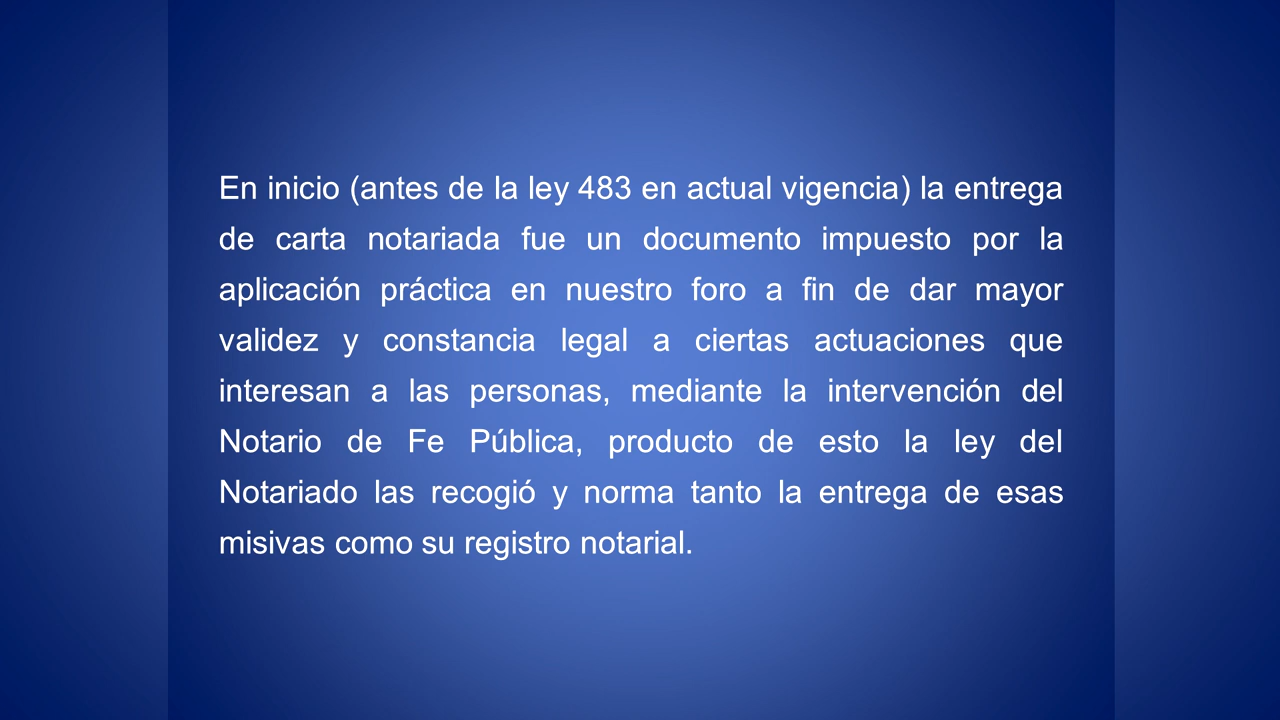 En inicio (antes de la ley 483 en actual vigencia) la entrega
de carta notariada fue un documento impuesto por la
aplicación práctica en nuestro foro a fin de dar mayor
validez y constancia legal a ciertas actuaciones que
interesan a las personas, mediante la intervención del
Notario de Fe Pública, producto de esto la ley del
Notariado las recogió y norma tanto la entrega de esas
misivas como su registro notarial.